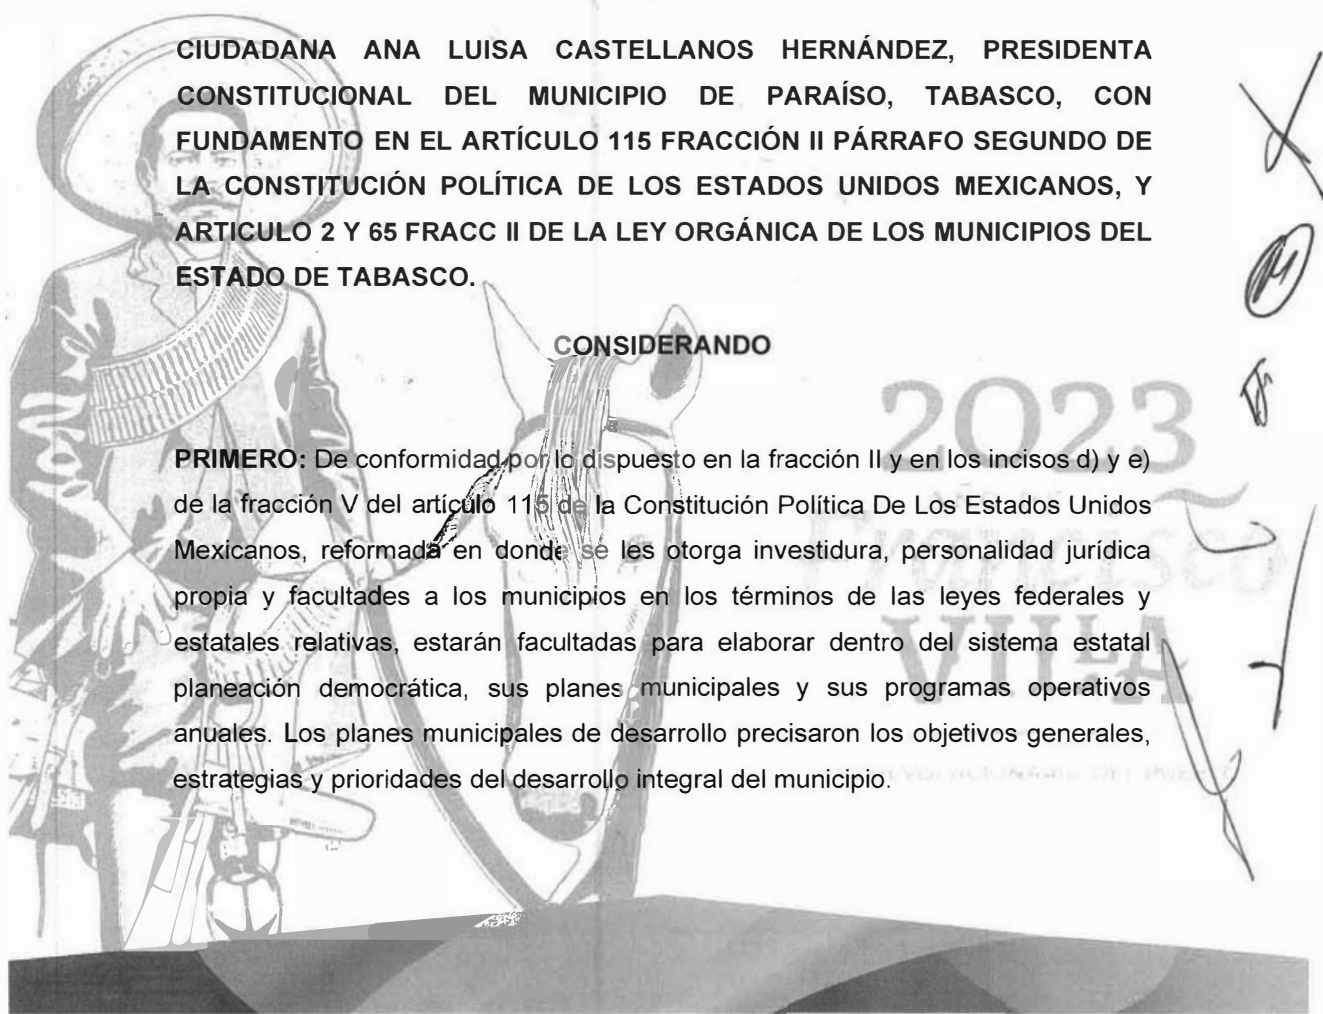 CIUDADANA ANA LUISA CASTELLANOS HERNÁNDEZ, PRESIDENTA
CONSTITUCIONAL DEL MUNICIPIO DE PARAÍSO, TABASCO, CON
FUNDAMENTO EN EL ARTÍCULO 115 FRACCIÓN II PÁRRAFO SEGUNDO DE
LA CONSTITUCIÓN POLÍTICA DE LOS ESTADOS UNIDOS MEXICANOS, Y
ARTICULO 2 Y 65 FRACC II DE LA LEY ORGÁNICA DE LOS MUNICIPIOS DEL
ESTADO DE TABASCO.
CONSIDERANDO
2023
PRIMERO: De conformidad por lo dispuesto en la fracción II y en los incisos d) y e)
de la fracción V del artículo 115 de la Constitución Política De Los Estados Unidos
Mexicanos, reformada en donde se les otorga investidura, personalidad jurídica
propia y facultades a los municipios en los términos de las leyes federales y
estatales relativas, estarán facultadas para elaborar dentro del sistema estatal
planeación democrática, sus planes municipales y sus programas operativos
anuales. Los planes municipales de desarrollo precisaron los objetivos generales,
estrategias y prioridades del desarrollo integral del municipio.
Francisco
VILLA